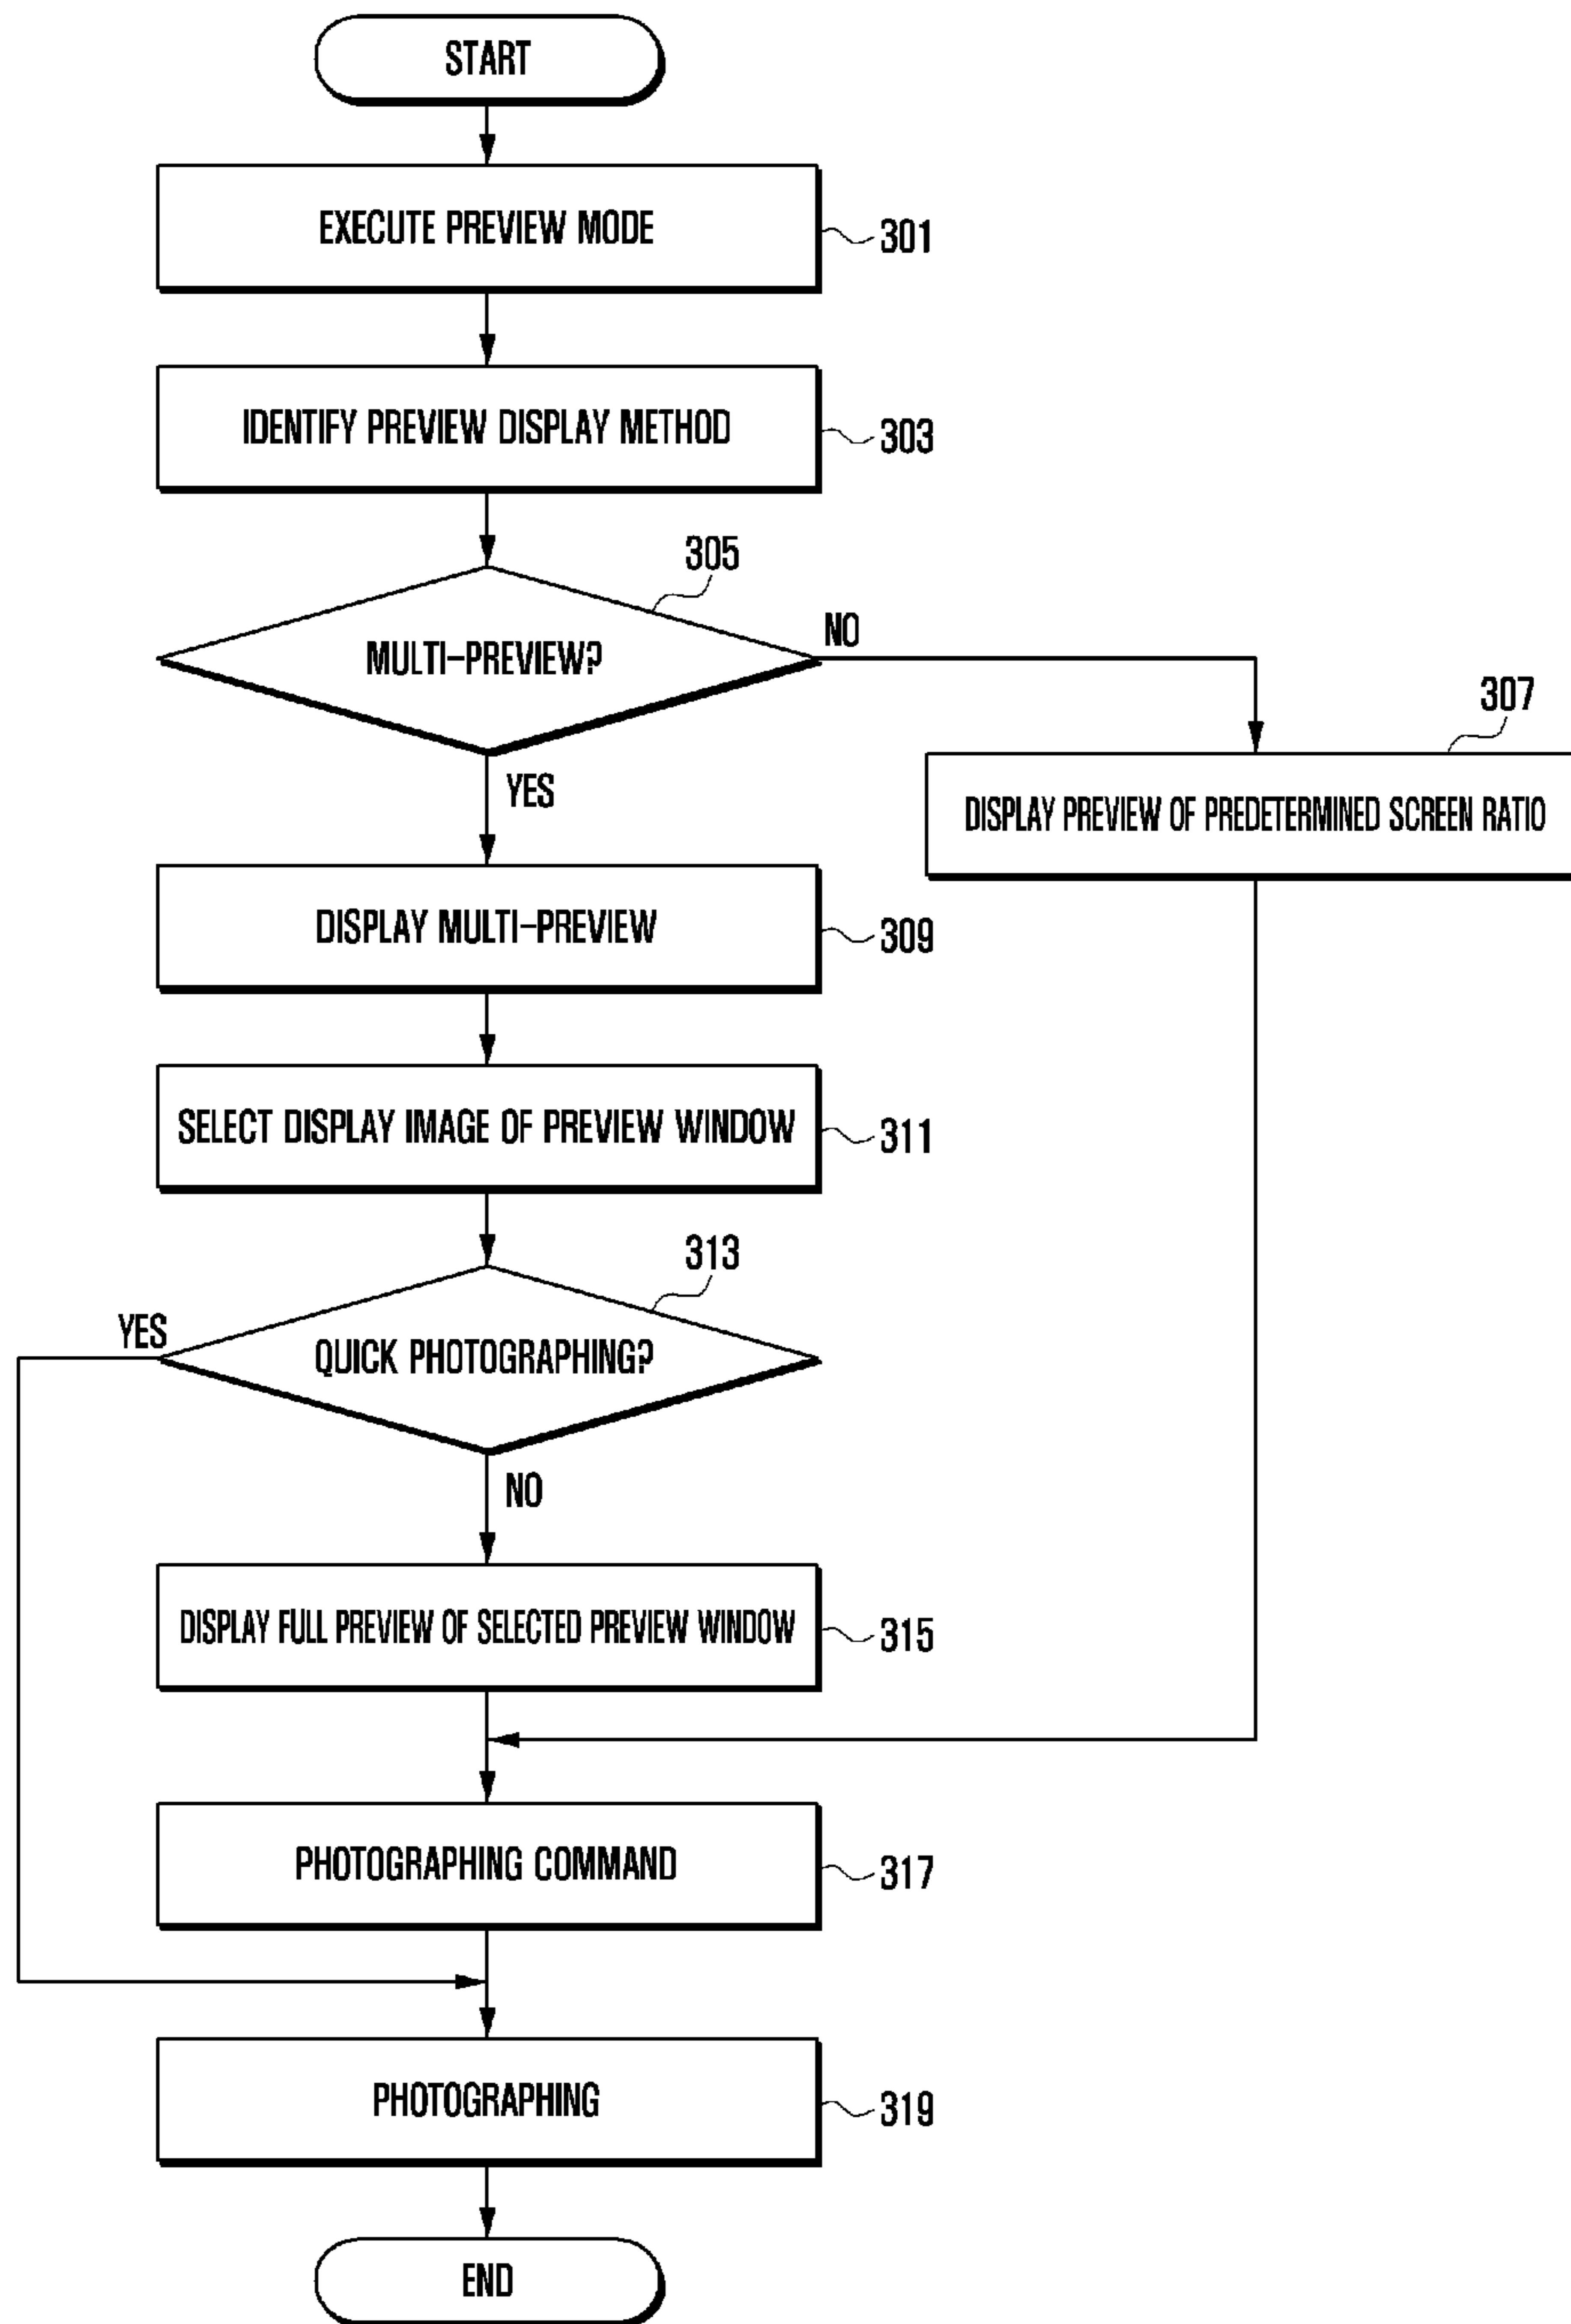 START
EXECUTE PREVIEW MODE
301
IDENTIFY PREVIEW DISPLAY METHOD
303
305
MULTI-PREVIEW?
NO
YES
307
DISPLAY PREVIEW OF PREDETERMINED SCREEN RATIO
DISPLAY MULTI-PREVIEW
309
SELECT DISPLAY IMAGE OF PREVIEW WINDOW
311
313
YES
QUICK PHOTOGRAPHING?
NO
DISPLAY FULL PREVIEW OF SELECTED PREVIEW WINDOW
315
PHOTOGRAPHING COMMAND
317
PHOTOGRAPHING
319
END